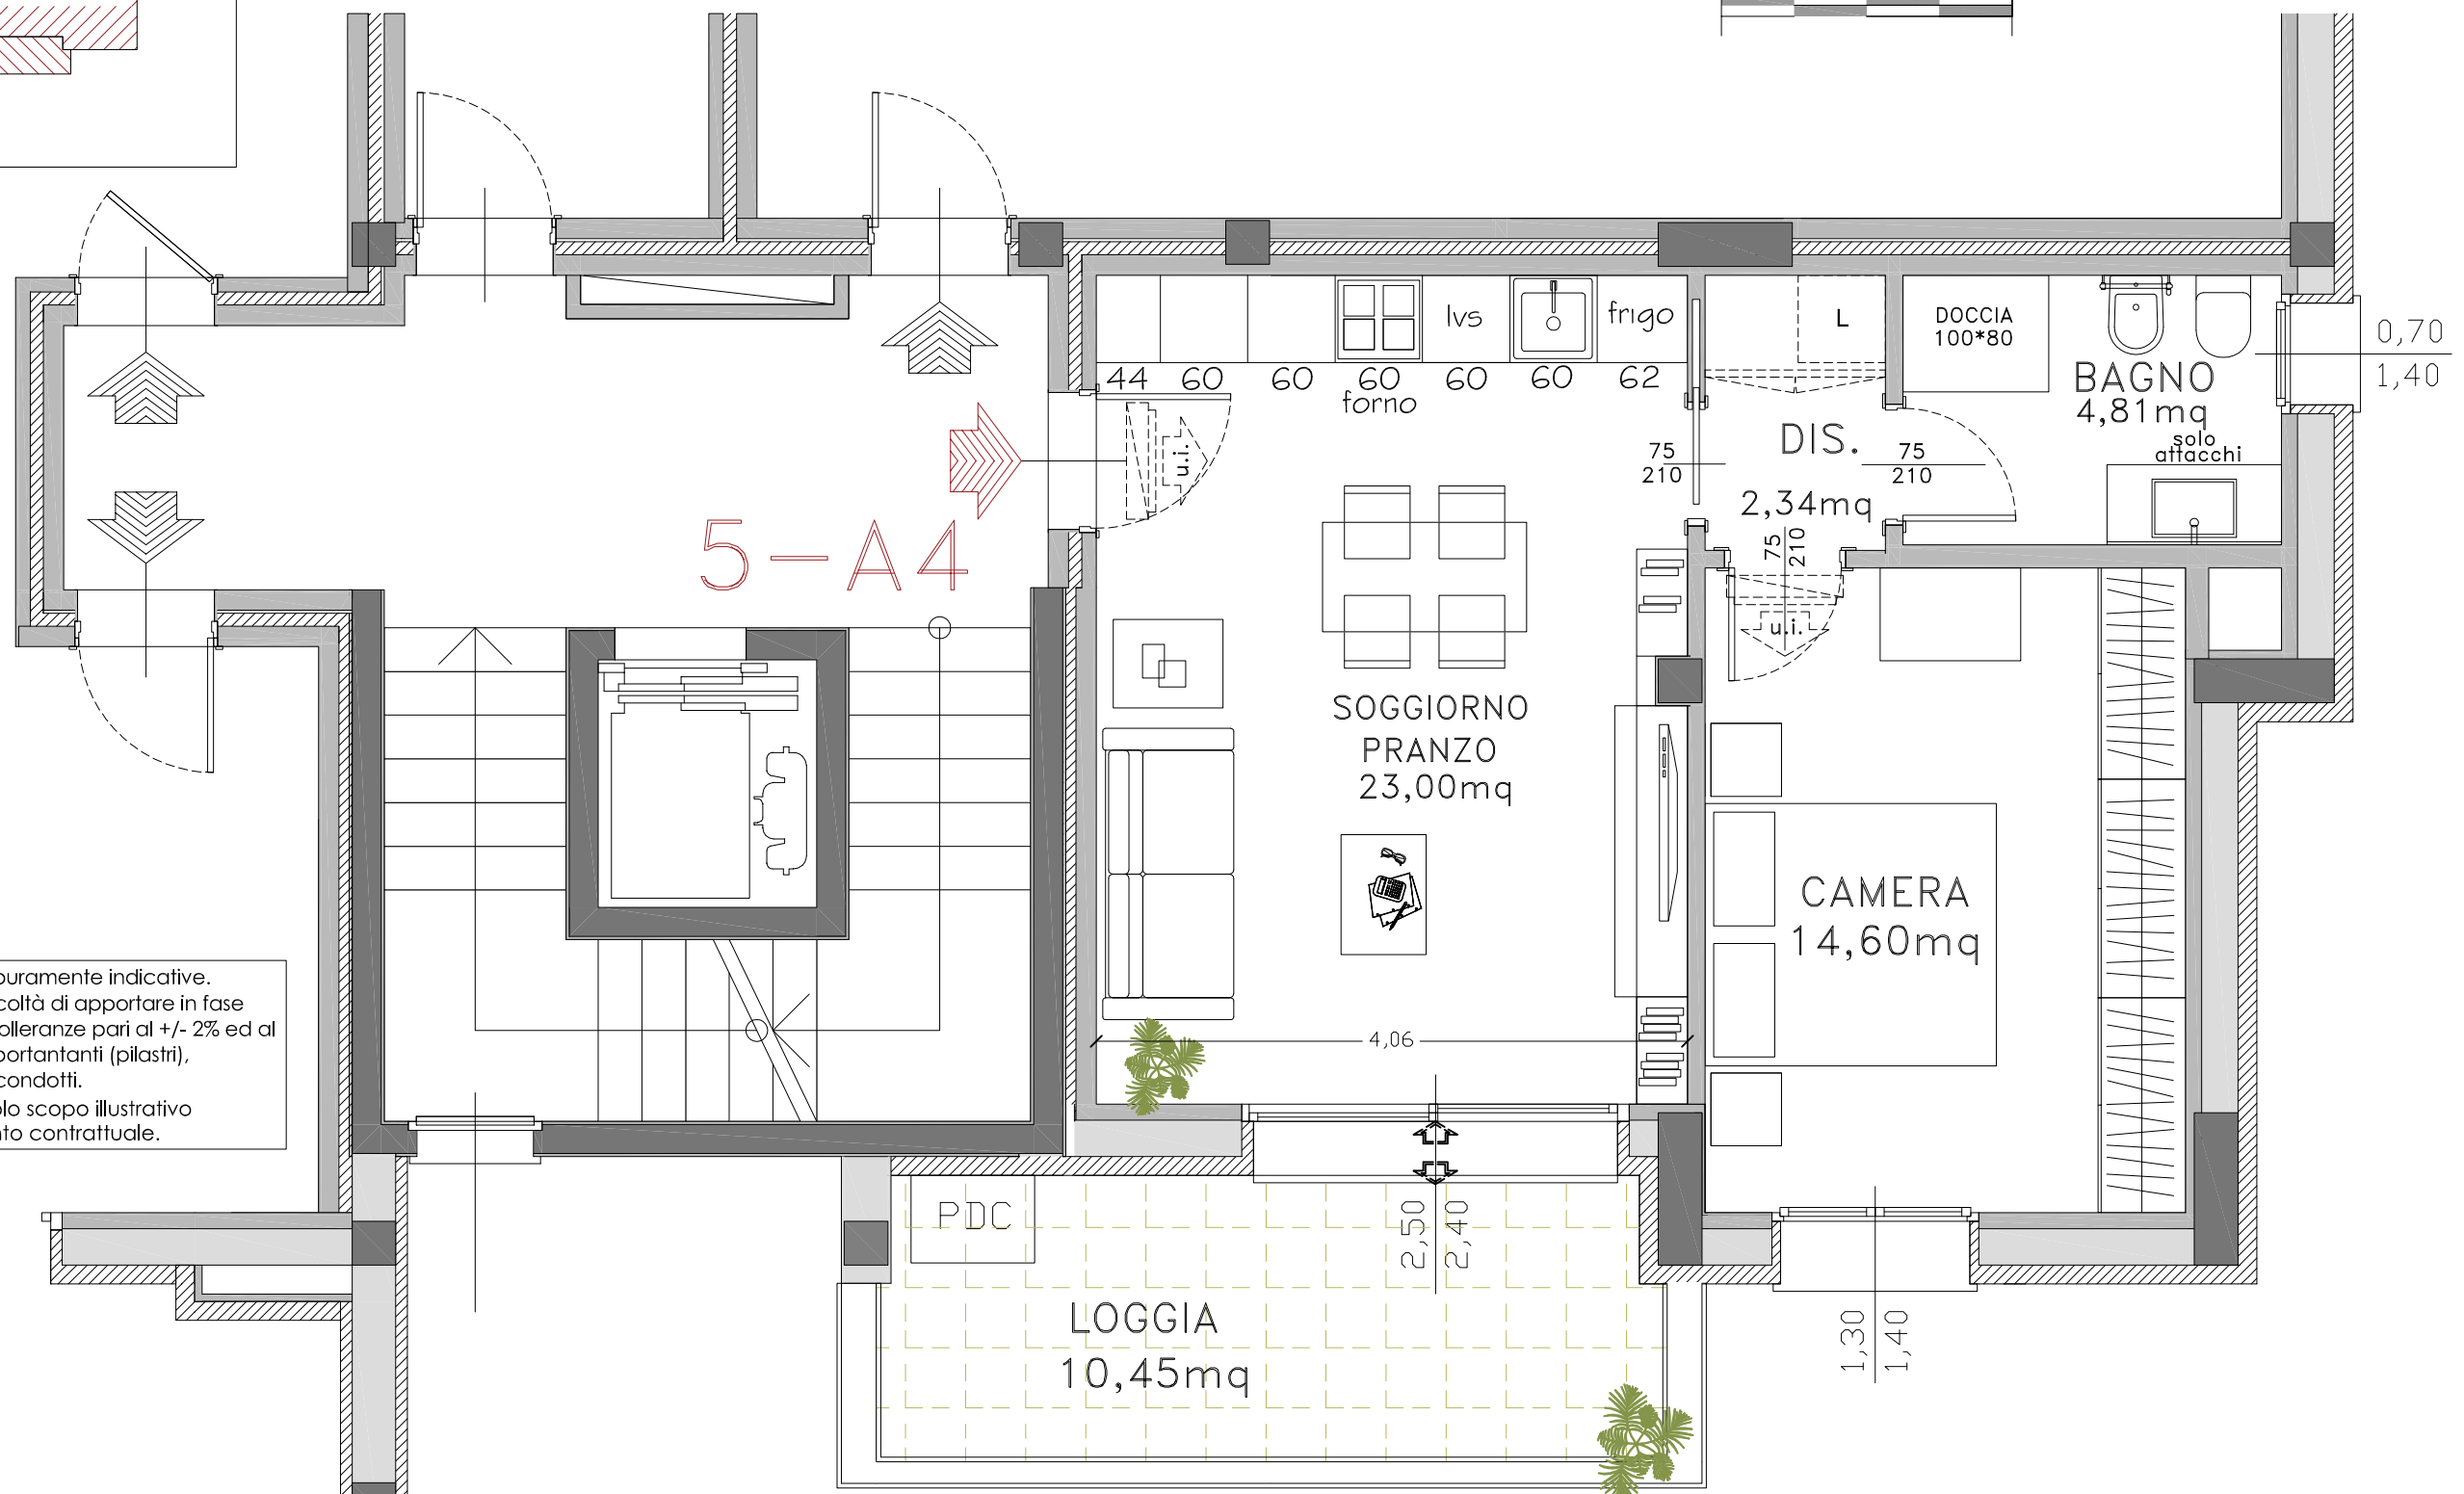 0,70
1,40
lvs
frigo
L
DOCCIA
100*80
BAGNO
4,81mq
solo
attacchi
44
60
60
60
60
60
62
forno
u.i.
75
210
DIS.
75
210
2,34mq
75
210
u.i.
5-A4
SOGGIORNO
PRANZO
23,00mq
CAMERA
14,60mq
4,06
puramente indicative.
coltà di apportare in fase
olleranze pari al +/- 2% ed al
portantanti (pilastri),
condotti.
lo scopo illustrativo
nto contrattuale.
PDC
2,50
2,40
LOGGIA
10,45mq
1,30
1,40